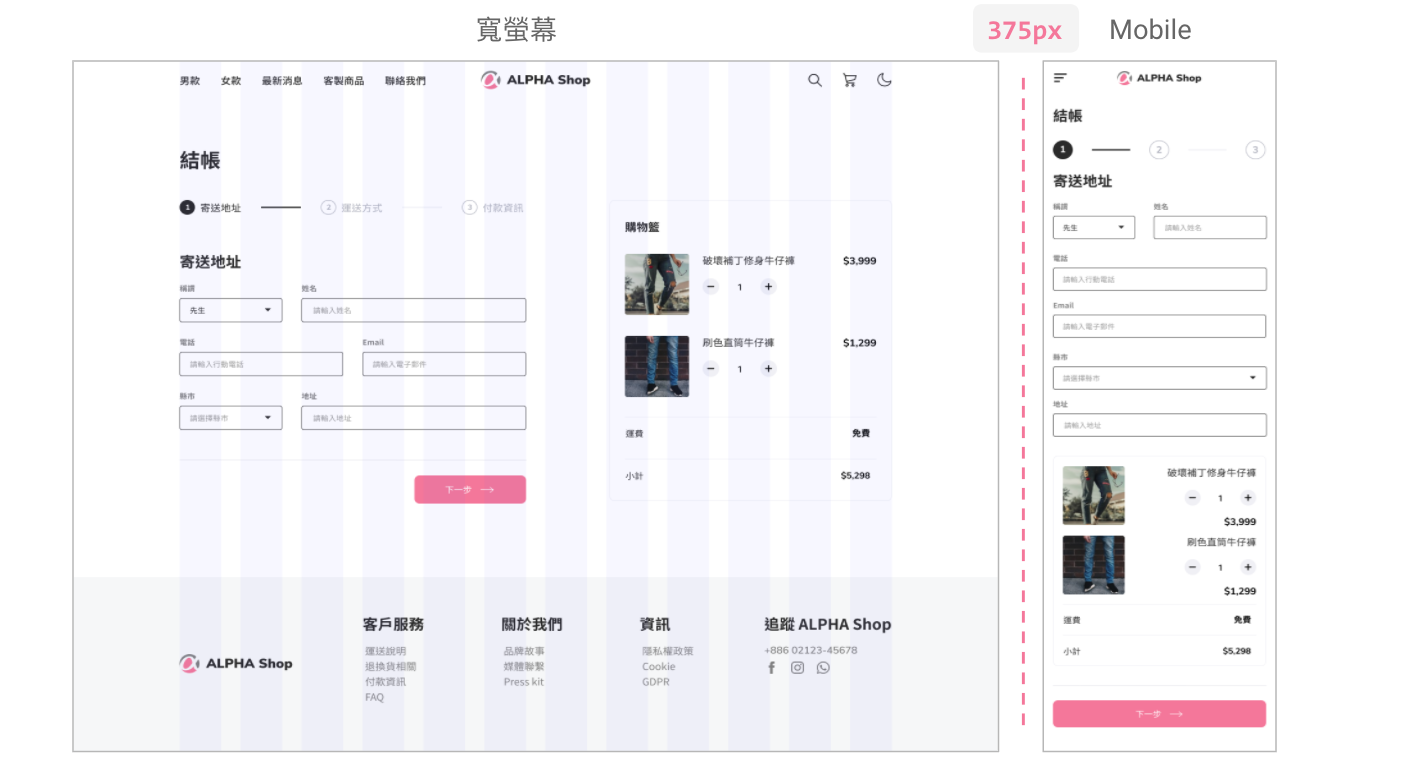 寬螢幕
375px Mobile
男款 女款 最新消息 客製商品 聯絡我們 ALPHA Shop
結帳
1 寄送地址 2 運送方式 3 付款資訊
寄送地址
稱謂 姓名
先生 請輸入姓名
電話 Email
請輸入行動電話 請輸入電子郵件
縣市 地址
請選擇縣市 請輸入地址
下一步
購物籃
破壞補丁修身牛仔褲 $3,999
1
刷色直筒牛仔褲 $1,299
1
運費 免費
小計 $5,298
ALPHA Shop
客戶服務
運送說明
退換貨相關
付款資訊
FAQ
關於我們
品牌故事
媒體聯繫
Press kit
資訊
隱私權政策
Cookie
GDPR
追蹤 ALPHA Shop
+886 02123-45678
ALPHA Shop
結帳
1 2 3
寄送地址
稱謂 姓名
先生 請輸入姓名
電話
請輸入行動電話
Email
請輸入電子郵件
縣市
請選擇縣市
地址
請輸入地址
破壞補丁修身牛仔褲
1
$3,999
刷色直筒牛仔褲
1
$1,299
運費 免費
小計 $5,298
下一步